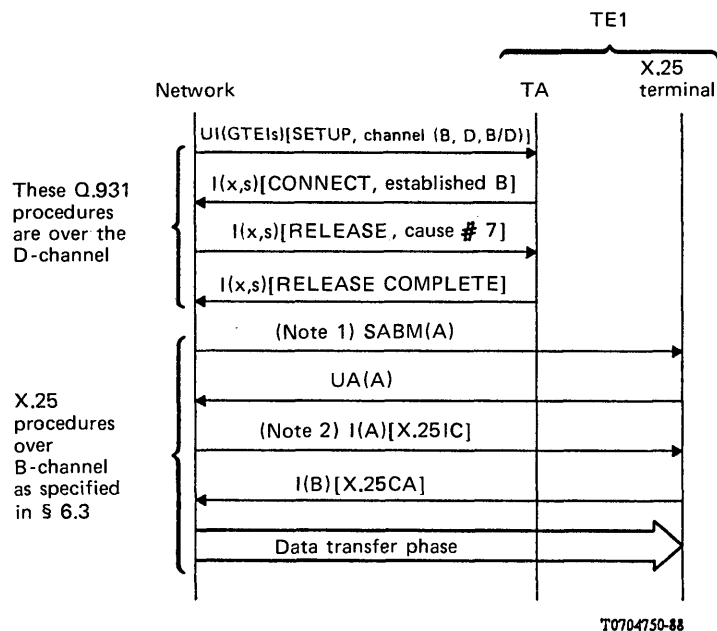 TE1
Network
TA
X.25
terminal
UI(GTEIs)[SETUP, channel (B, D, B/D)]
I(x,s)[CONNECT, established B]
I(x,s)[RELEASE, cause # 7]
I(x,s)[RELEASE COMPLETE]
These Q.931
procedures
are over the
D-channel
(Note 1) SABM(A)
UA(A)
(Note 2) I(A)[X.25IC]
I(B)[X.25CA]
Data transfer phase
X.25
procedures
over
B-channel
as specified
in § 6.3
T0704750-88